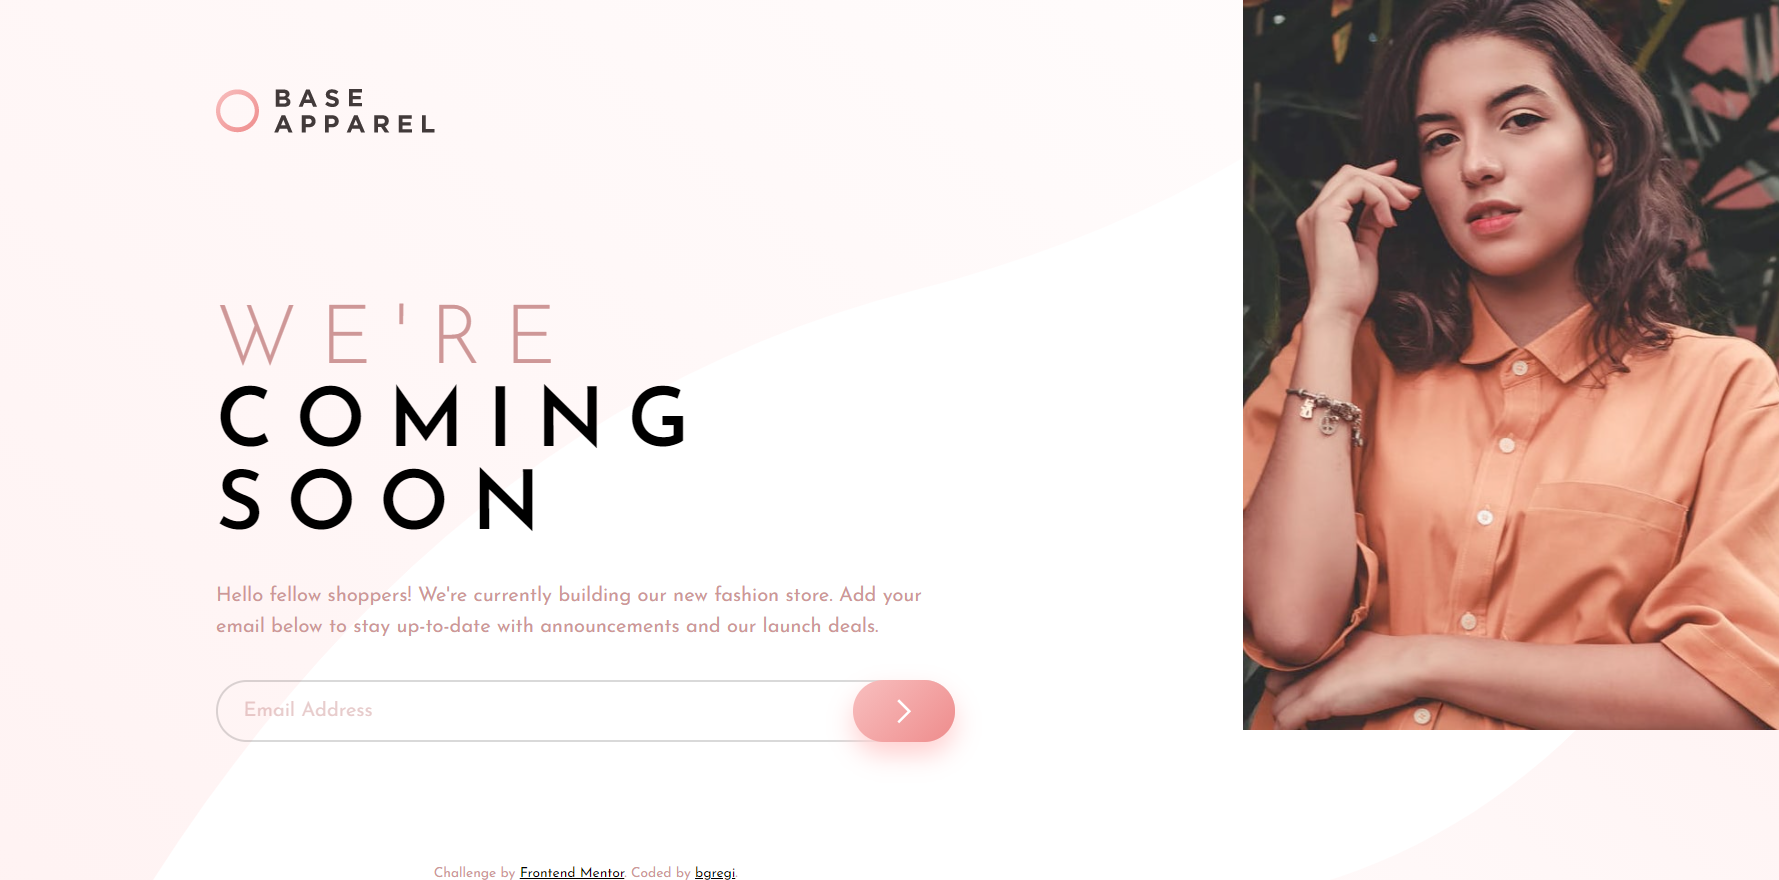 BASE
APPAREL
WE'RE
COMING
SOON
Hello fellow shoppers! We're currently building our new fashion store. Add your
email below to stay up-to-date with announcements and our launch deals.
Email Address
Challenge by Frontend Mentor. Coded by bgregi.